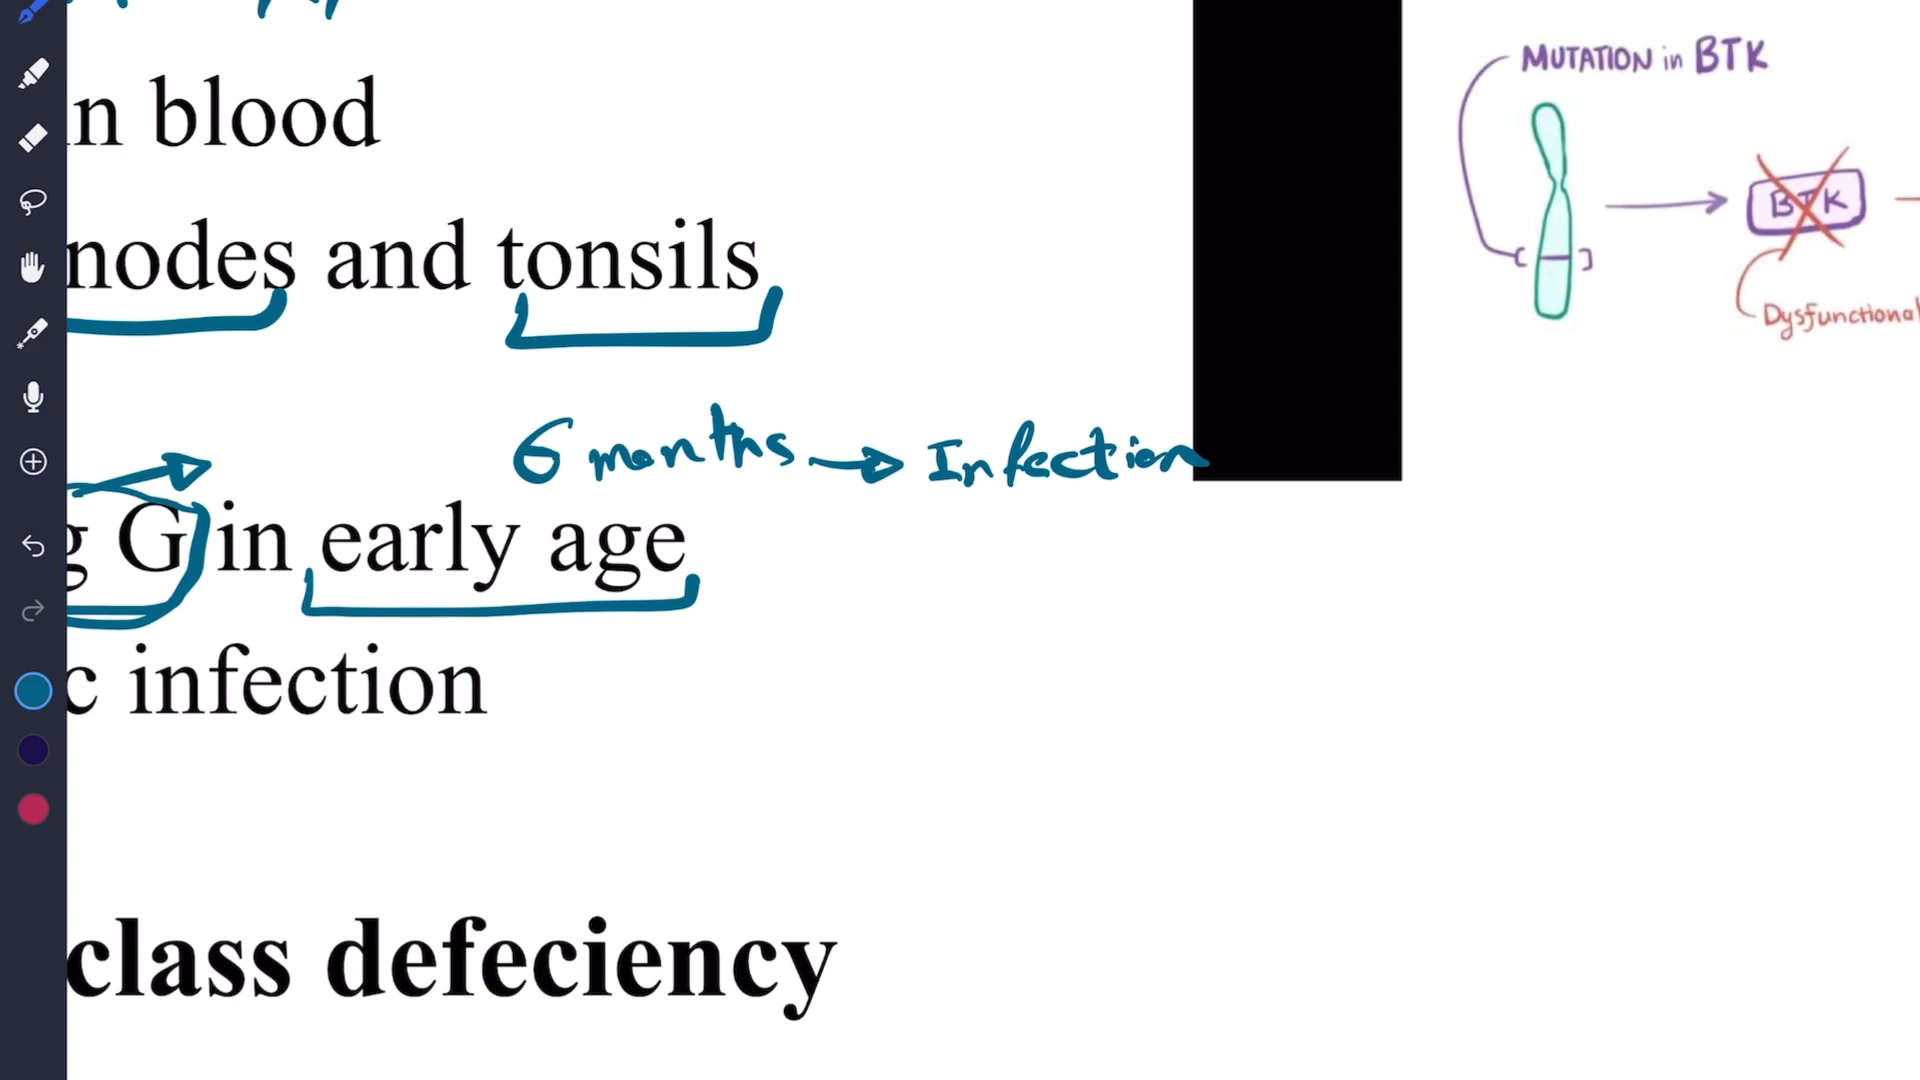 n blood
nodes and tonsils
6 months → Infection
g G in early age
c infection
class defeciency
MUTATION in BTK
BTK
Dysfunctional